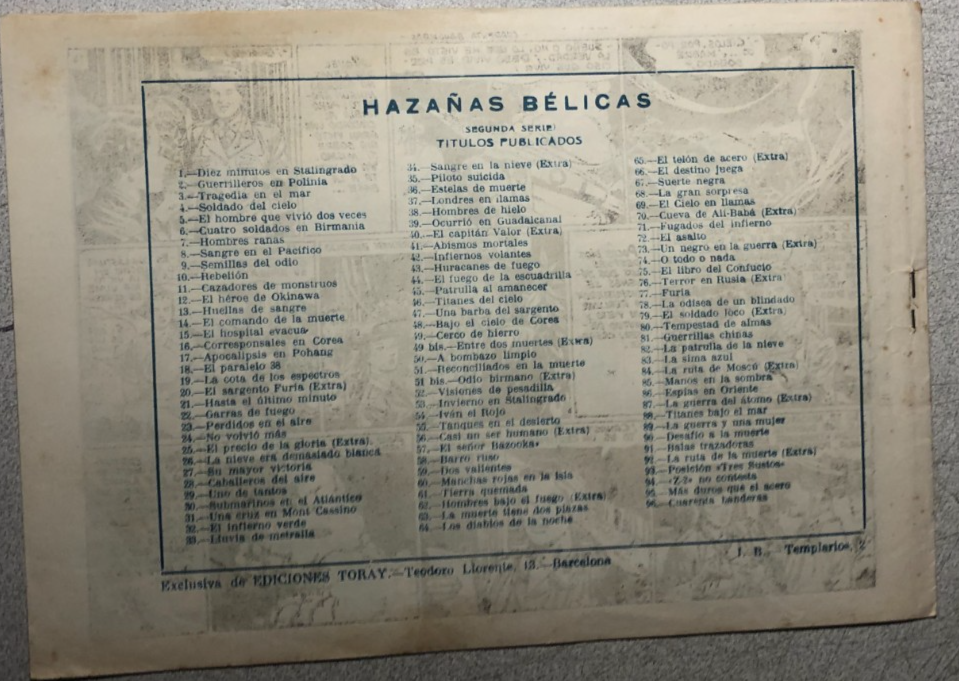 HAZAÑAS BÉLICAS
SEGUNDA SERIE
TITULOS PUBLICADOS
1.—Diez minutos en Stalingrado
2.—Guerrilleros en Polinia
3.—Tragedia en el mar
4.—Soldado del cielo
5.—El hombre que vivió dos veces
6.—Cuatro soldados en Birmania
7.—Hombres ranas
8.—Sangre en el Pacífico
9.—Semillas del odio
10.—Rebelión
11.—Cazadores de monstruos
12.—El héroe de Okinawa
13.—Huellas de sangre
14.—El comando de la muerte
15.—El hospital evacua
16.—Corresponsales en Corea
17.—Apocalipsis en Pohang
18.—El paralelo 38
19.—La cota de los espectros
20.—El sargento Furia (Extra)
21.—Hasta el último minuto
22.—Garras de fuego
23.—Perdidos en el aire
24.—No volvió más
25.—El precio de la gloria (Extra)
26.—La nieve era demasiado blanca
27.—Su mayor victoria
28.—Caballeros del aire
29.—Uno de tantos
30.—Submarinos en el Atlántico
31.—Una cruz en Mont Cassino
32.—El infierno verde
33.—Lluvia de metralla
34.—Sangre en la nieve (Extra)
35.—Piloto suicida
36.—Estelas de muerte
37.—Londres en llamas
38.—Hombres de hielo
39.—Ocurrió en Guadalcanal
40.—El capitán Valor (Extra)
41.—Abismos mortales
42.—Infiernos volantes
43.—Huracanes de fuego
44.—El fuego de la escuadrilla
45.—Patrulla al amanecer
46.—Titanes del cielo
47.—Una barba del sargento
48.—Bajo el cielo de Corea
49.—Cerco de hierro
49 bis.—Entre dos muertes (Extra)
50.—A bombazo limpio
51.—Reconciliados en la muerte
51 bis.—Odio birmano (Extra)
52.—Visiones de pesadilla
53.—Invierno en Stalingrado
54.—Iván el Rojo
55.—Tanques en el desierto
56.—Casi un ser humano (Extra)
57.—El señor Bazooka
58.—Barro ruso
59.—Dos valientes
60.—Manchas rojas en la isla
61.—Tierra quemada
62.—Hombres bajo el fuego (Extra)
63.—La muerte tiene dos plazas
64.—Los diablos de la noche
65.—El telón de acero (Extra)
66.—El destino juega
67.—Suerte negra
68.—La gran sorpresa
69.—El Cielo en llamas
70.—Cueva de Alí-Babá (Extra)
71.—Fugados del infierno
72.—El asalto
73.—Un negro en la guerra (Extra)
74.—O todo o nada
75.—El libro del Confucio
76.—Terror en Rusia (Extra)
77.—Furia
78.—La odisea de un blindado
79.—El soldado loco (Extra)
80.—Tempestad de almas
81.—Guerrillas chinas
82.—La patrulla de la nieve
83.—La sima azul
84.—La ruta de Moscú (Extra)
85.—Manos en la sombra
86.—Espías en Oriente
87.—La guerra del átomo (Extra)
88.—Titanes bajo el mar
89.—La guerra y una mujer
90.—Desafío a la muerte
91.—Balas trazadoras
92.—La ruta de la muerte (Extra)
93.—Posición «Tres Sustos»
94.—«Z-2» no contesta
95.—Más duros que el acero
96.—Cuarenta banderas
Exclusiva de EDICIONES TORAY.—Teodoro Llorente, 13.—Barcelona
I. B., Templarios, 2